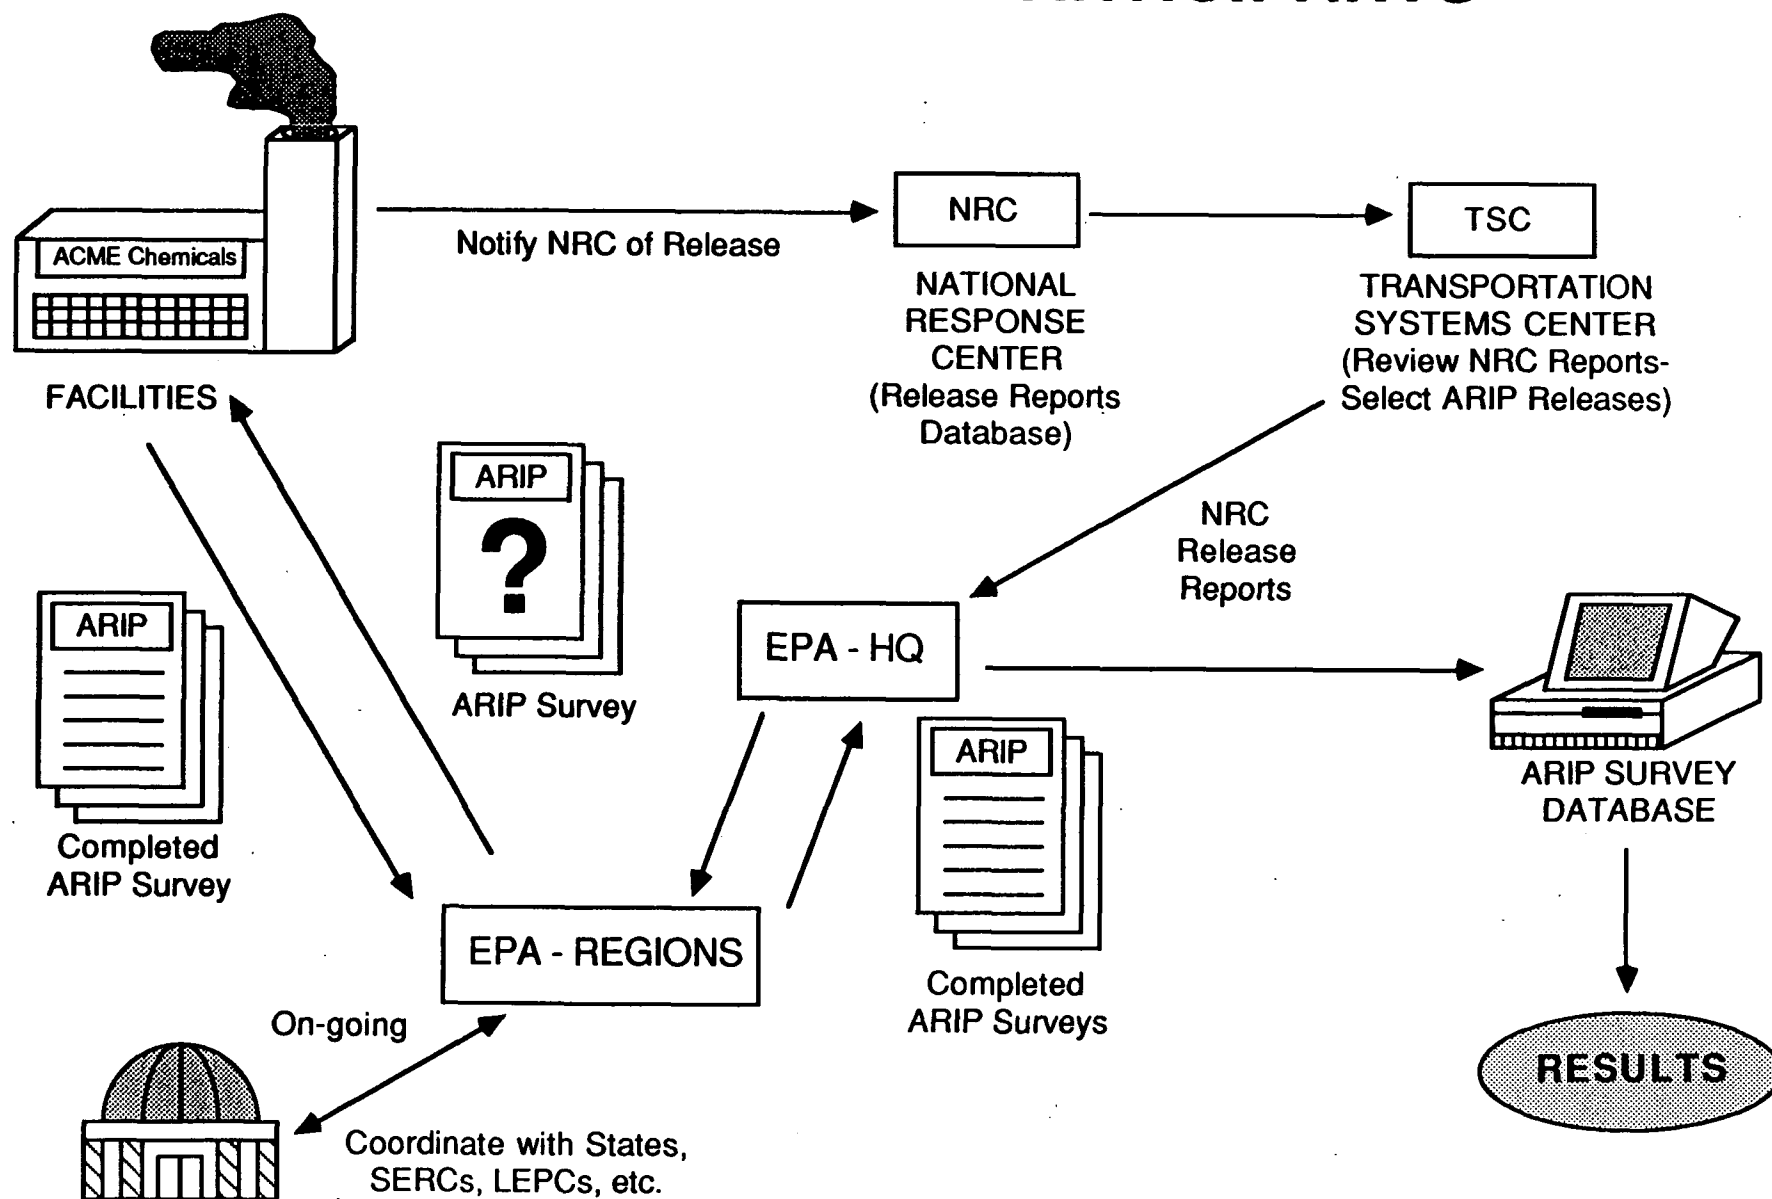 NRC
TSC
ACME Chemicals
Notify NRC of Release
NATIONAL
RESPONSE
CENTER
(Release Reports
Database)
TRANSPORTATION
SYSTEMS CENTER
(Review NRC Reports-
Select ARIP Releases)
FACILITIES
ARIP
?
ARIP Survey
NRC
Release
Reports
ARIP
Completed
ARIP Survey
EPA - HQ
ARIP
Completed
ARIP Surveys
ARIP SURVEY
DATABASE
EPA - REGIONS
On-going
Coordinate with States,
SERCs, LEPCs, etc.
RESULTS